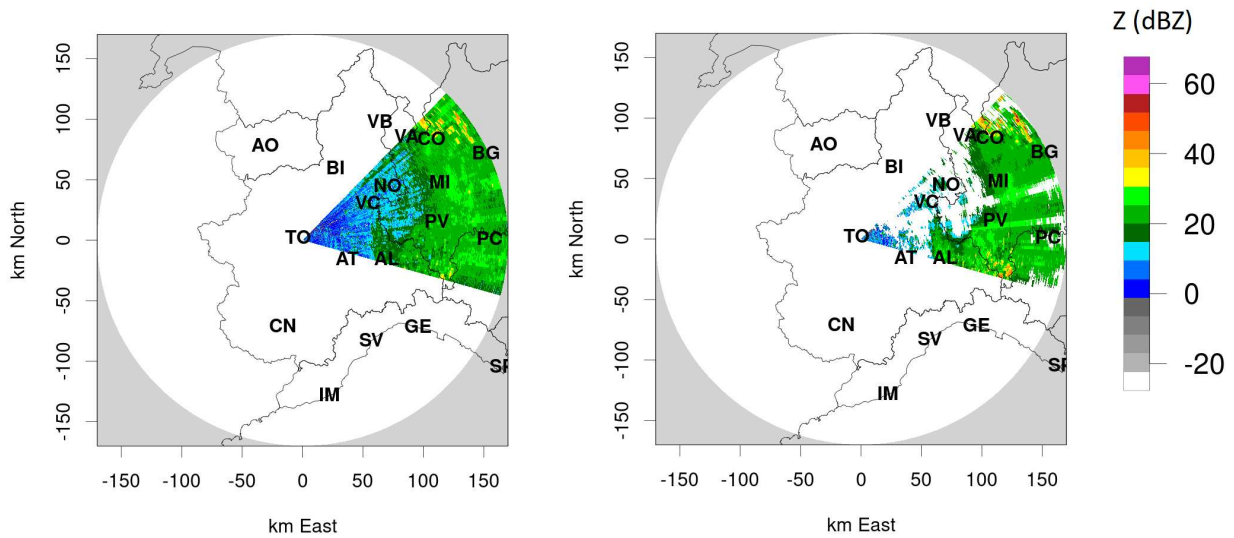 Z (dBZ)
150
100
50
0
-50
-100
-150
km North
-150
-100
-50
0
50
100
150
km East
AO
VB
VA
CO
BG
BI
NO
MI
VC
PV
TO
PC
AT
AL
CN
SV
GE
IM
150
100
50
0
-50
-100
-150
km North
-150
-100
-50
0
50
100
150
km East
AO
VB
VA
CO
BG
BI
NO
MI
VC
PV
TO
PC
AT
AL
CN
SV
GE
IM
60
40
20
0
-20